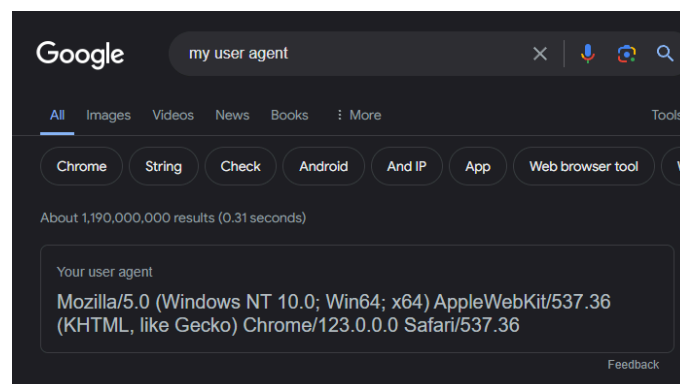 Google my user agent
All Images Videos News Books More Tools
Chrome String Check Android And IP App Web browser tool
About 1,190,000,000 results (0.31 seconds)
Your user agent
Mozilla/5.0 (Windows NT 10.0; Win64; x64) AppleWebKit/537.36
(KHTML, like Gecko) Chrome/123.0.0.0 Safari/537.36
Feedback